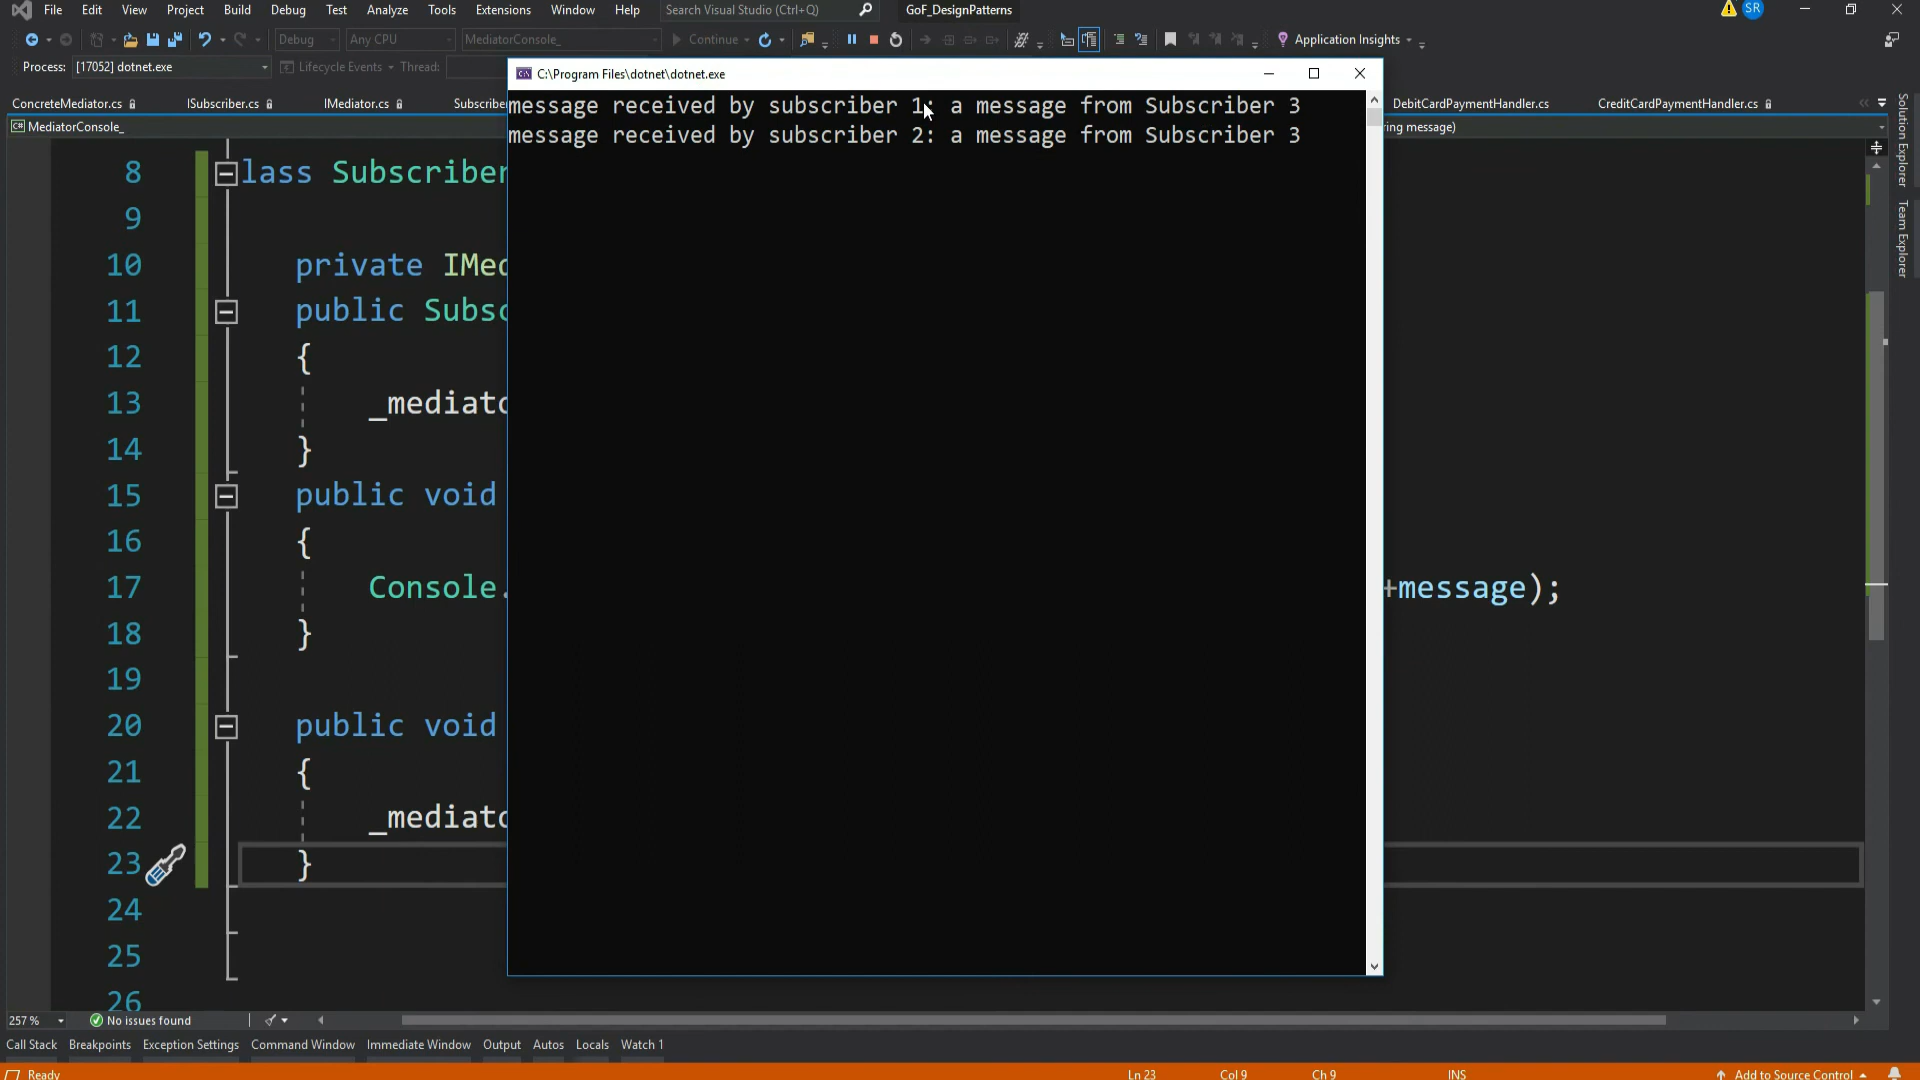 File Edit View Project Build Debug Test Analyze Tools Extensions Window Help Search Visual Studio (Ctrl+Q) GoF_DesignPatterns SR
Debug Any CPU MediatorConsole_ Continue Application Insights
Process: [17052] dotnet.exe Lifecycle Events Thread:
C:\Program Files\dotnet\dotnet.exe
ConcreteMediator.cs ISubscriber.cs IMediator.cs Subscribe DebitCardPaymentHandler.cs CreditCardPaymentHandler.cs
MediatorConsole_ ring message)
message received by subscriber 1: a message from Subscriber 3
message received by subscriber 2: a message from Subscriber 3
Solution Explorer
Team Explorer
8 lass Subscriber
9
10 private IMed
11 public Subsc
12 {
13 _mediato
14 }
15 public void
16 {
17 Console. +message);
18 }
19
20 public void
21 {
22 _mediato
23 }
24
25
26
257 % No issues found
Call Stack Breakpoints Exception Settings Command Window Immediate Window Output Autos Locals Watch 1
Ready Ln 23 Col 9 Ch 9 INS Add to Source Control